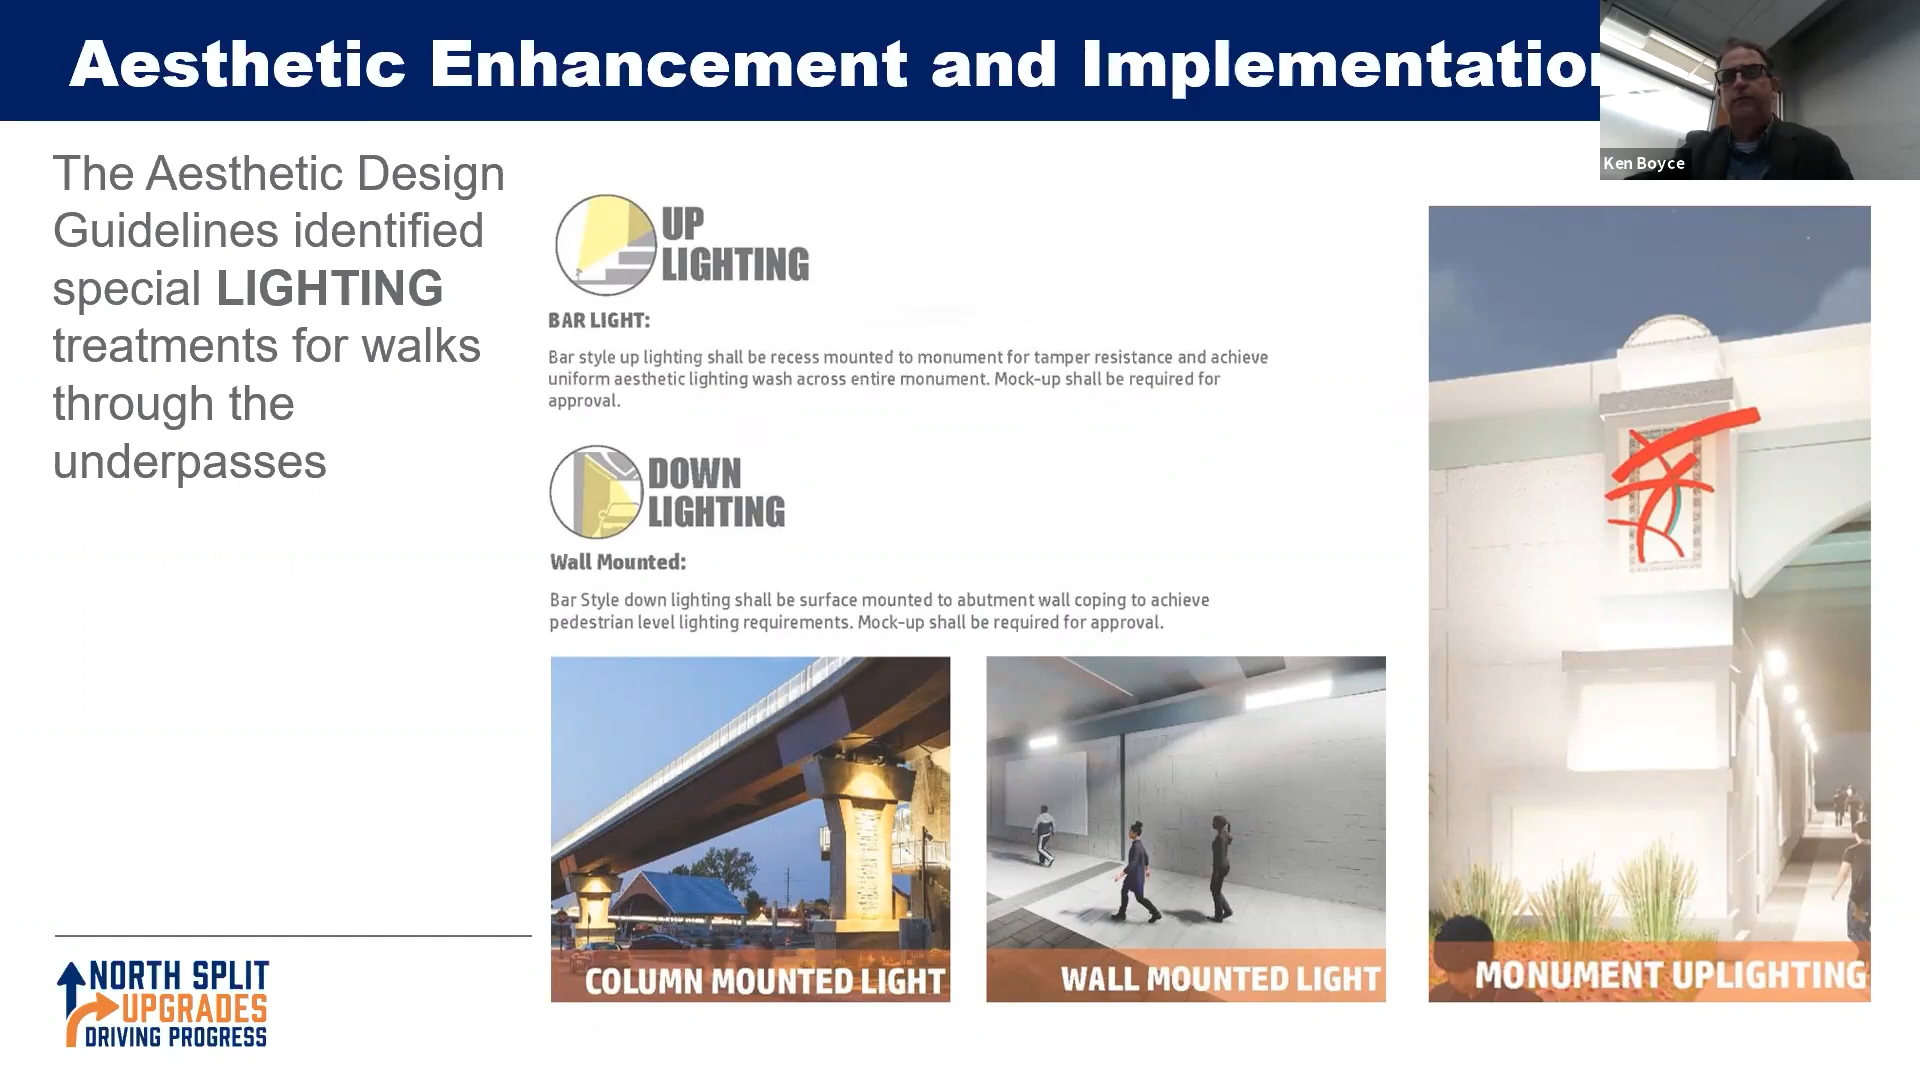 Aesthetic Enhancement and Implementatio
Ken Boyce
The Aesthetic Design
Guidelines identified
special LIGHTING
treatments for walks
through the
underpasses
UP
LIGHTING
BAR LIGHT:
Bar style up lighting shall be recess mounted to monument for tamper resistance and achieve
uniform aesthetic lighting wash across entire monument. Mock-up shall be required for
approval.
DOWN
LIGHTING
Wall Mounted:
Bar Style down lighting shall be surface mounted to abutment wall coping to achieve
pedestrian level lighting requirements. Mock-up shall be required for approval.
COLUMN MOUNTED LIGHT
WALL MOUNTED LIGHT
MONUMENT UPLIGHTING
NORTH SPLIT
UPGRADES
DRIVING PROGRESS